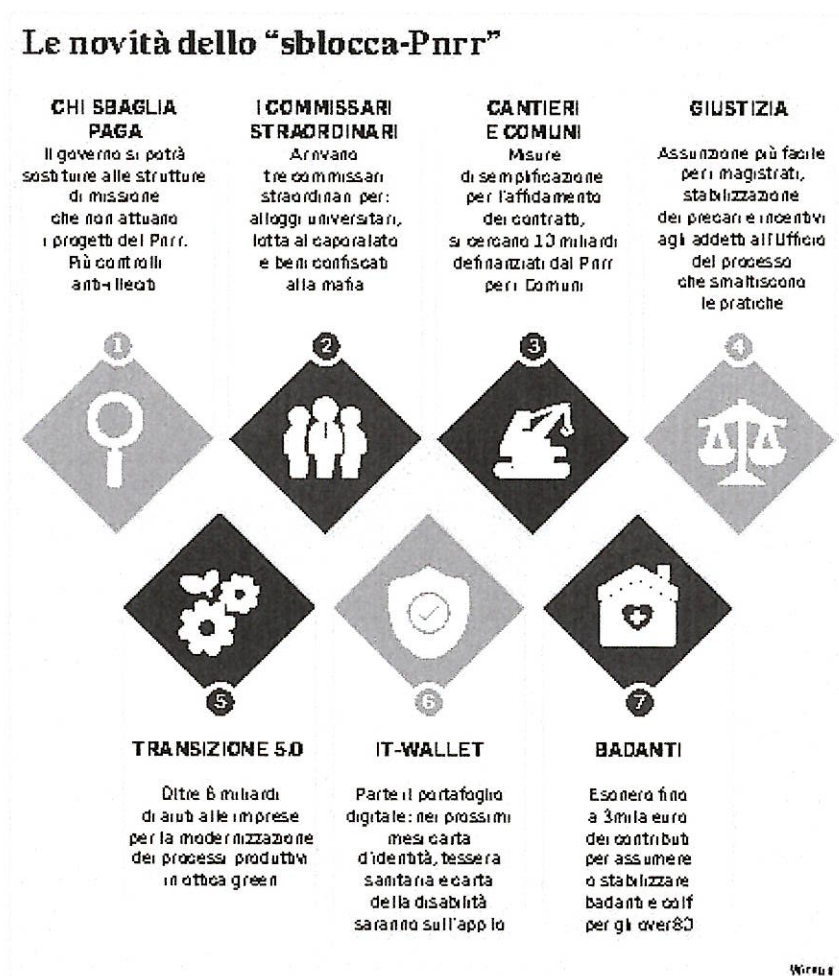 Le novità dello "sblocca-Pnrr"
CHI SBAGLIA
PAGA
Il governo si potrà
sostituire alle strutture
di missione
che non attuano
i progetti del Pnrr.
Più controlli
anti-illeciti
I COMMISSARI
STRAORDINARI
Arrivano
tre commissari
straordinari per:
alloggi universitari,
lotta al caporalato
e beni confiscati
alla mafia
CANTIERI
E COMUNI
Misure
di semplificazione
per l'affidamento
dei contratti,
si cercano 10 miliardi
definanziati dal Pnrr
per i Comuni
GIUSTIZIA
Assunzione più facile
per i magistrati,
stabilizzazione
dei precari e incentivi
agli addetti all'Ufficio
del processo
che smaltiscono
le pratiche
1
2
3
4
5
6
7
TRANSIZIONE 5.0
Oltre 6 miliardi
di aiuti alle imprese
per la modernizzazione
dei processi produttivi
in ottica green
IT-WALLET
Parte il portafoglio
digitale: nei prossimi
mesi carta
d'identità, tessera
sanitaria e carta
della disabilità
saranno sull'app Io
BADANTI
Esonero fino
a 3mila euro
dei contributi
per assumere
o stabilizzare
badanti e colf
per gli over80
Withub